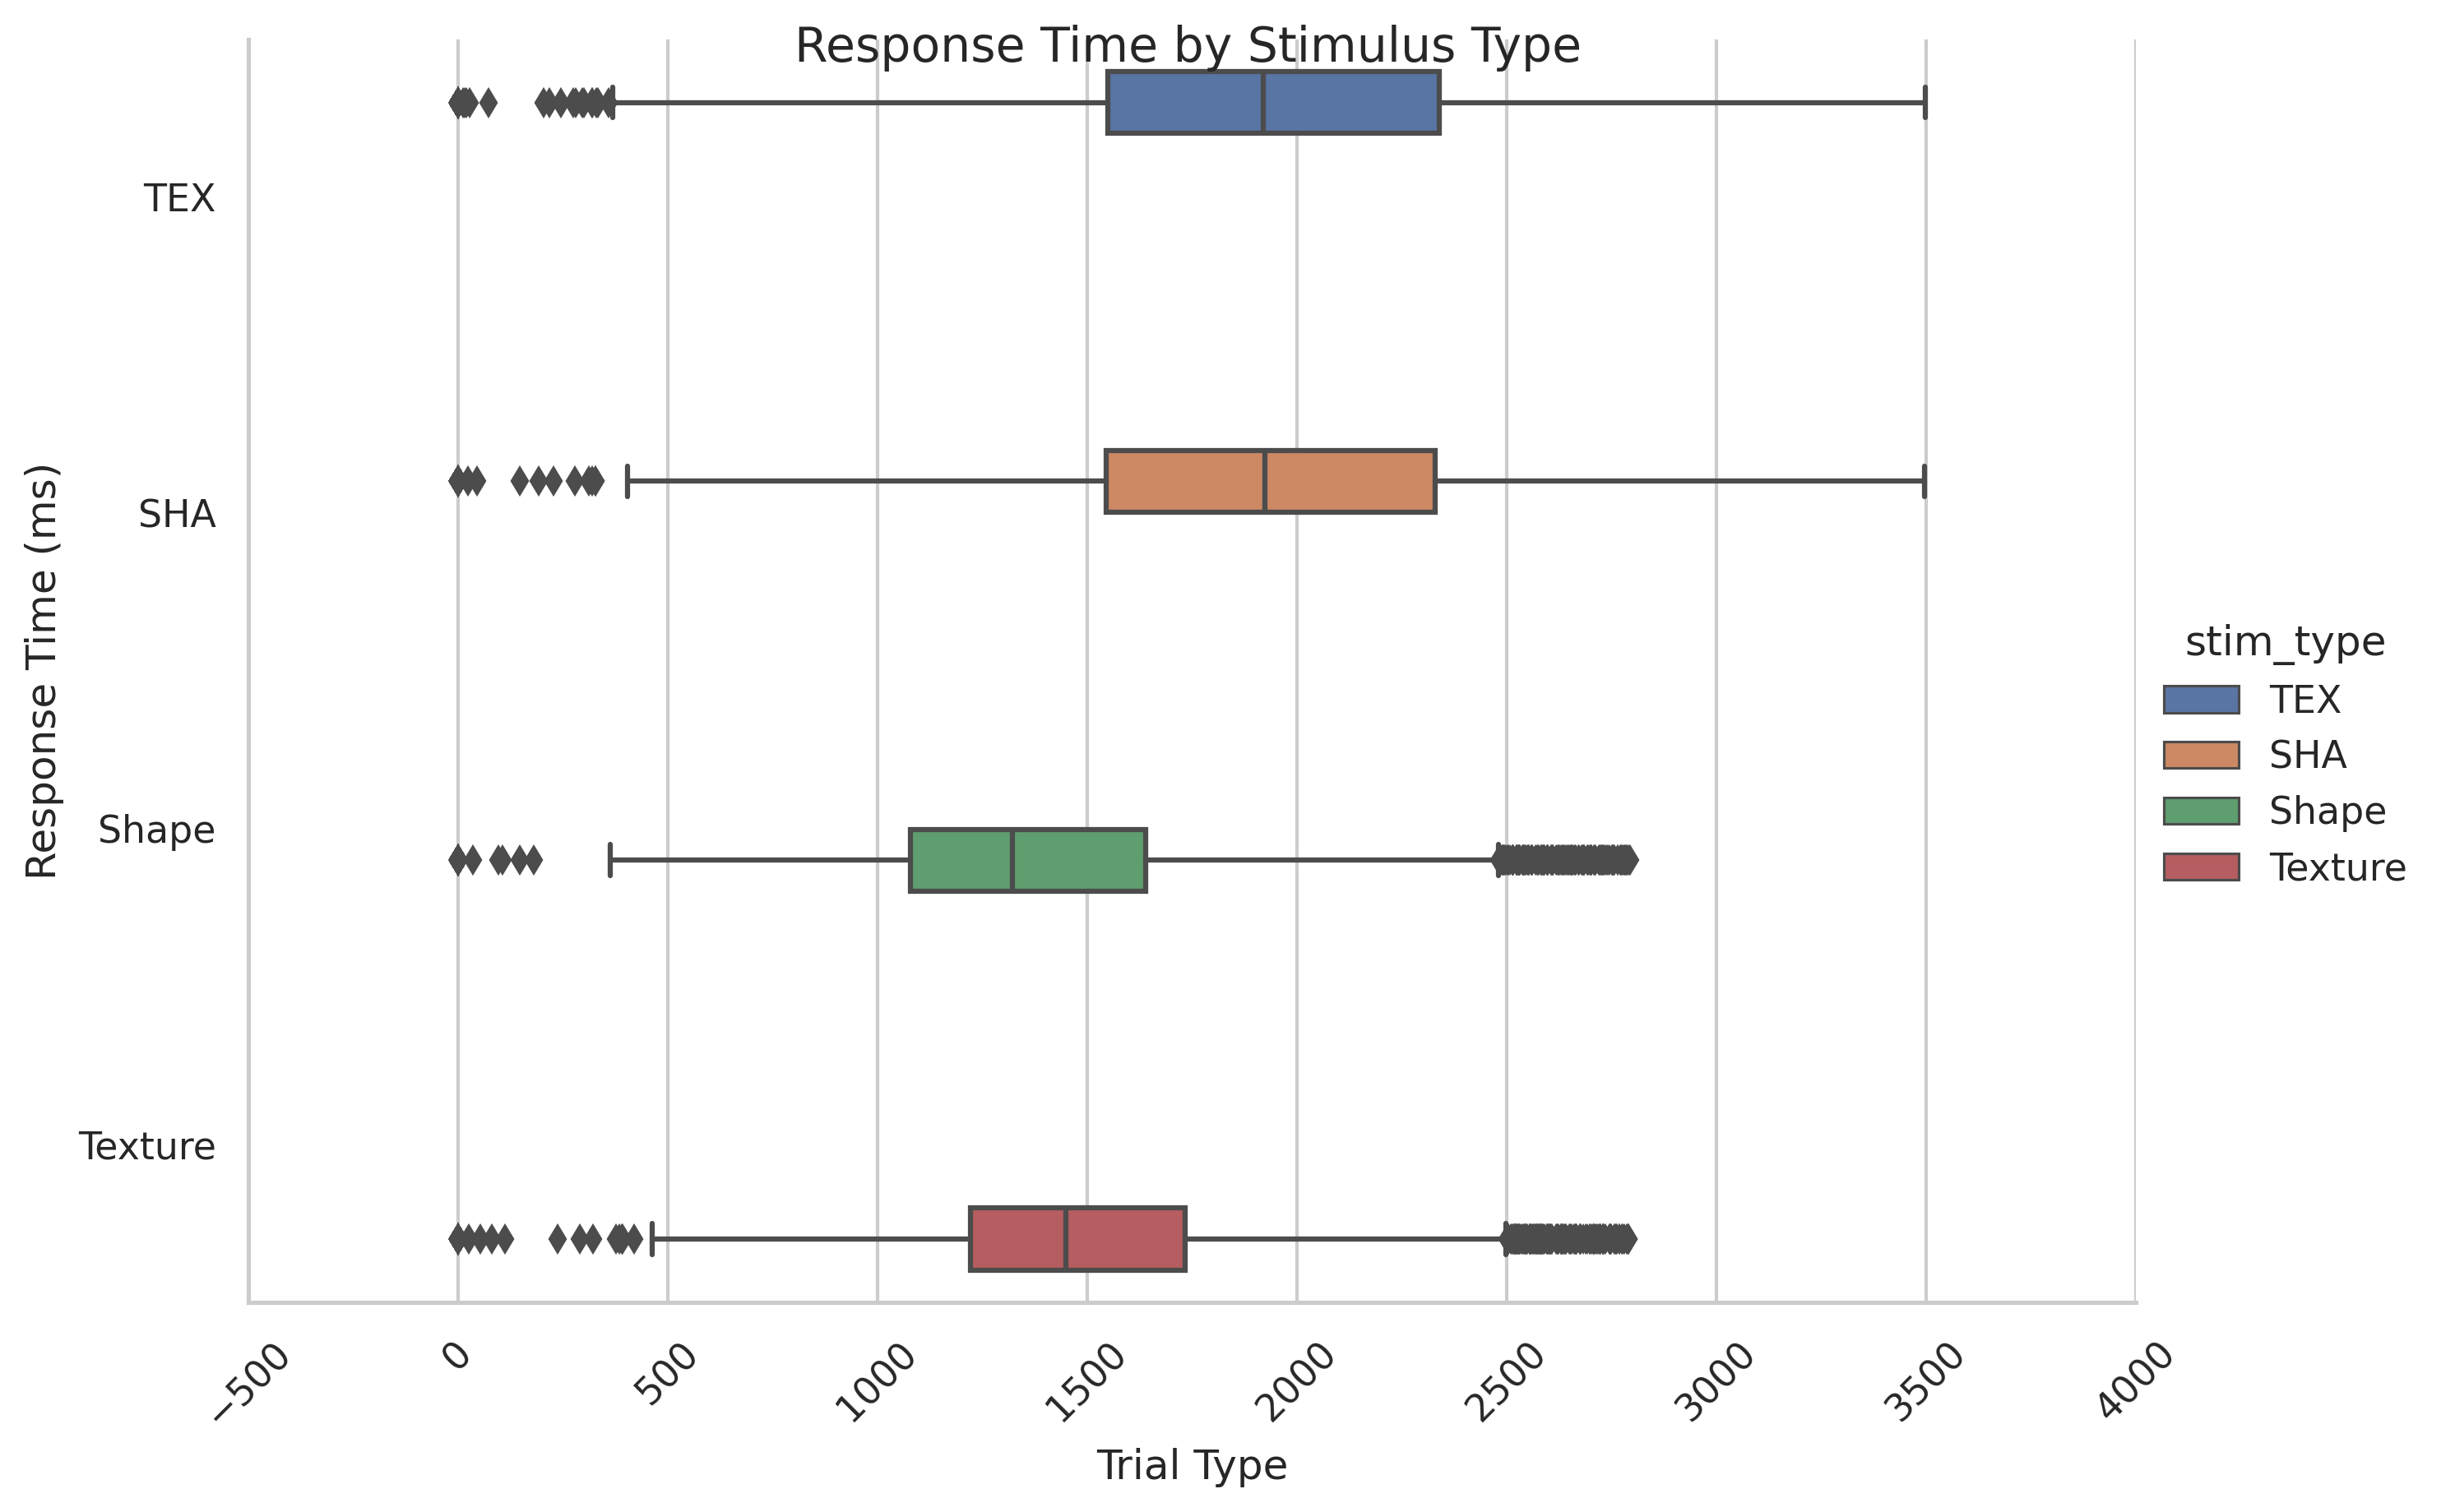 Response Time by Stimulus Type
Response Time (ms)
TEX
SHA
Shape
Texture
−500
0
500
1000
1500
2000
2500
3000
3500
4000
Trial Type
stim_type
TEX
SHA
Shape
Texture